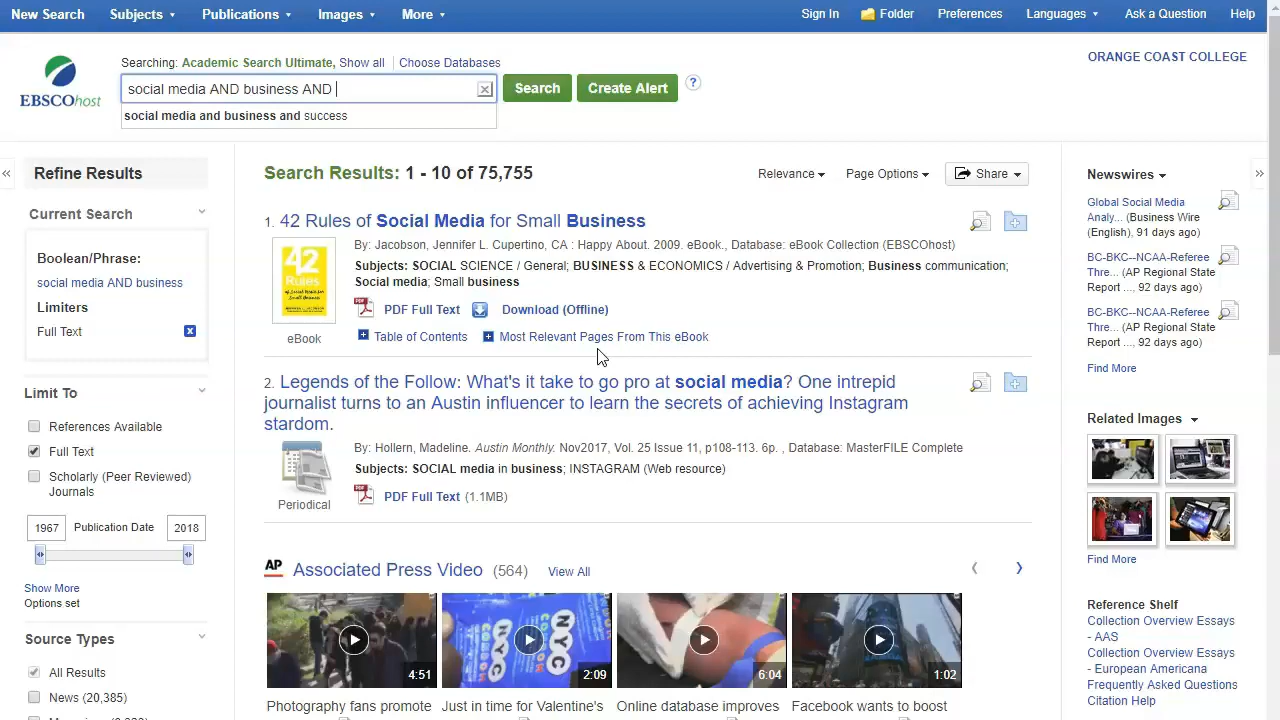 New Search Subjects Publications Images More Sign In Folder Preferences Languages Ask a Question Help
Searching: Academic Search Ultimate, Show all Choose Databases
ORANGE COAST COLLEGE
EBSCOhost
social media AND business AND
Search
Create Alert
?
social media and business and success
Refine Results
Current Search
Boolean/Phrase:
social media AND business
Limiters
Full Text
Limit To
References Available
Full Text
Scholarly (Peer Reviewed)
Journals
1967 Publication Date 2018
Show More
Options set
Source Types
All Results
News (20,385)
Search Results: 1 - 10 of 75,755
Relevance Page Options Share
1. 42 Rules of Social Media for Small Business
By: Jacobson, Jennifer L. Cupertino, CA : Happy About. 2009. eBook., Database: eBook Collection (EBSCOhost)
Subjects: SOCIAL SCIENCE / General; BUSINESS & ECONOMICS / Advertising & Promotion; Business communication;
Social media; Small business
42
Rules
eBook
PDF Full Text Download (Offline)
Table of Contents Most Relevant Pages From This eBook
2. Legends of the Follow: What's it take to go pro at social media? One intrepid
journalist turns to an Austin influencer to learn the secrets of achieving Instagram
stardom.
By: Hollern, Madeline. Austin Monthly. Nov2017, Vol. 25 Issue 11, p108-113. 6p. , Database: MasterFILE Complete
Subjects: SOCIAL media in business; INSTAGRAM (Web resource)
Periodical
PDF Full Text (1.1MB)
AP Associated Press Video (564) View All
4:51
NYC
NYC
2:09
6:04
1:02
Photography fans promote Just in time for Valentine's Online database improves Facebook wants to boost
Newswires
Global Social Media
Analy... (Business Wire
(English), 91 days ago)
BC-BKC--NCAA-Referee
Thre... (AP Regional State
Report ..., 92 days ago)
BC-BKC--NCAA-Referee
Thre... (AP Regional State
Report ..., 92 days ago)
Find More
Related Images
Find More
Reference Shelf
Collection Overview Essays
- AAS
Collection Overview Essays
- European Americana
Frequently Asked Questions
Citation Help